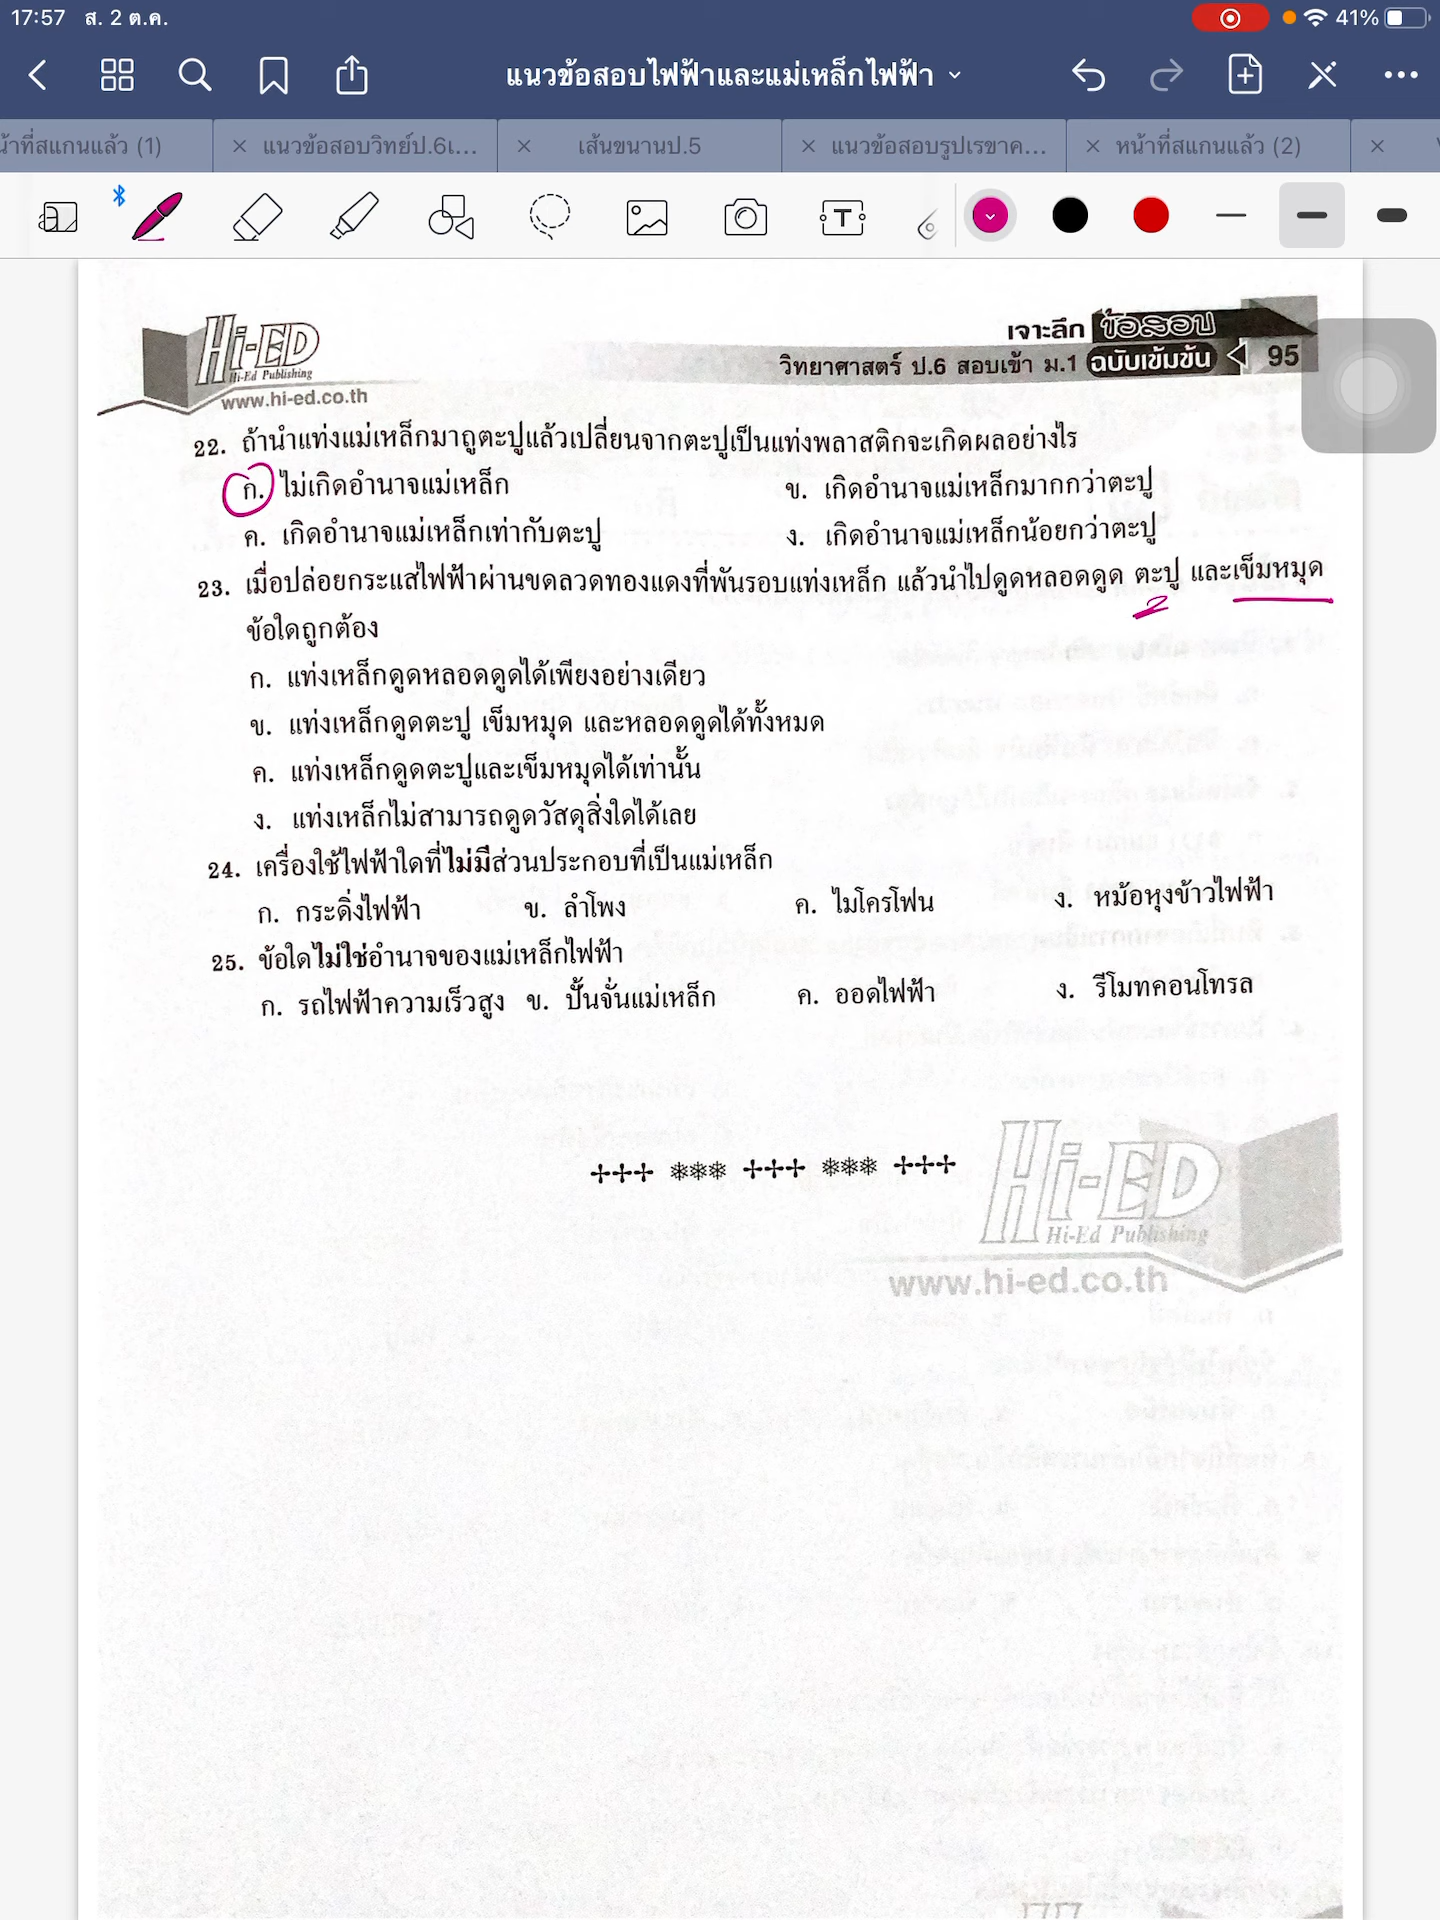 17:57 ส. 2 ต.ค. 41%
แนวข้อสอบไฟฟ้าและแม่เหล็กไฟฟ้า
น้าที่สแกนแล้ว (1) แนวข้อสอบวิทย์ป.6เ... เส้นขนานป.5 แนวข้อสอบรูปเรขาค... หน้าที่สแกนแล้ว (2)
Hi-ED
Hi-Ed Publishing
www.hi-ed.co.th
เจาะลึก ข้อสอบ
วิทยาศาสตร์ ป.6 สอบเข้า ม.1 ฉบับเข้มข้น 95
22. ถ้านำแท่งแม่เหล็กมาถูตะปูแล้วเปลี่ยนจากตะปูเป็นแท่งพลาสติกจะเกิดผลอย่างไร
ก. ไม่เกิดอำนาจแม่เหล็ก ข. เกิดอำนาจแม่เหล็กมากกว่าตะปู
ค. เกิดอำนาจแม่เหล็กเท่ากับตะปู ง. เกิดอำนาจแม่เหล็กน้อยกว่าตะปู
23. เมื่อปล่อยกระแสไฟฟ้าผ่านขดลวดทองแดงที่พันรอบแท่งเหล็ก แล้วนำไปดูดหลอดดูด ตะปู และเข็มหมุด
ข้อใดถูกต้อง
ก. แท่งเหล็กดูดหลอดดูดได้เพียงอย่างเดียว
ข. แท่งเหล็กดูดตะปู เข็มหมุด และหลอดดูดได้ทั้งหมด
ค. แท่งเหล็กดูดตะปูและเข็มหมุดได้เท่านั้น
ง. แท่งเหล็กไม่สามารถดูดวัสดุสิ่งใดได้เลย
24. เครื่องใช้ไฟฟ้าใดที่ไม่มีส่วนประกอบที่เป็นแม่เหล็ก
ก. กระดิ่งไฟฟ้า ข. ลำโพง ค. ไมโครโฟน ง. หม้อหุงข้าวไฟฟ้า
25. ข้อใดไม่ใช่อำนาจของแม่เหล็กไฟฟ้า
ก. รถไฟฟ้าความเร็วสูง ข. ปั้นจั่นแม่เหล็ก ค. ออดไฟฟ้า ง. รีโมทคอนโทรล
Hi-ED
Hi-Ed Publishing
www.hi-ed.co.th